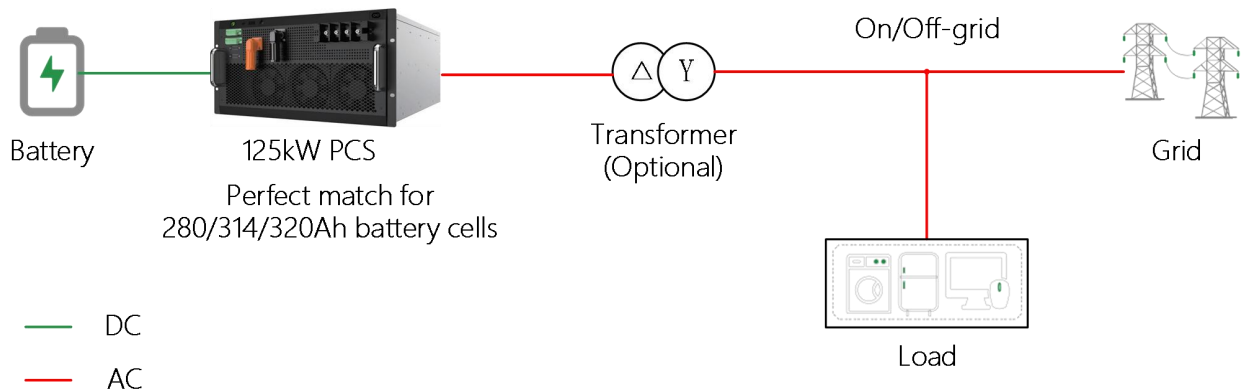 On/Off-grid
Δ
Y
Battery
125kW PCS
Perfect match for
280/314/320Ah battery cells
Transformer
(Optional)
Grid
Load
DC
AC